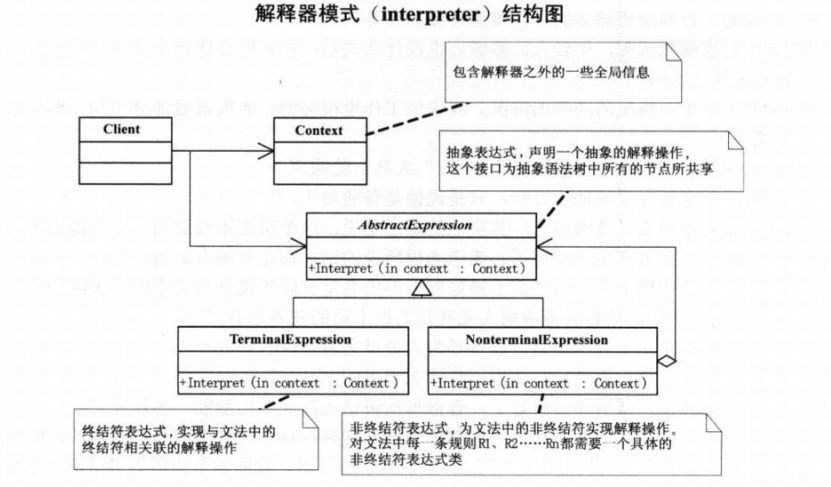 解释器模式（interpreter）结构图
包含解释器之外的一些全局信息
Client
Context
抽象表达式，声明一个抽象的解释操作，
这个接口为抽象语法树中所有的节点所共享
AbstractExpression
+Interpret(in context : Context)
TerminalExpression
NonterminalExpression
+Interpret(in context : Context)
+Interpret(in context : Context)
终结符表达式，实现与文法中的
终结符相关联的解释操作
非终结符表达式，为文法中的非终结符实现解释操作。
对文法中每一条规则R1、R2……Rn都需要一个具体的
非终结符表达式类